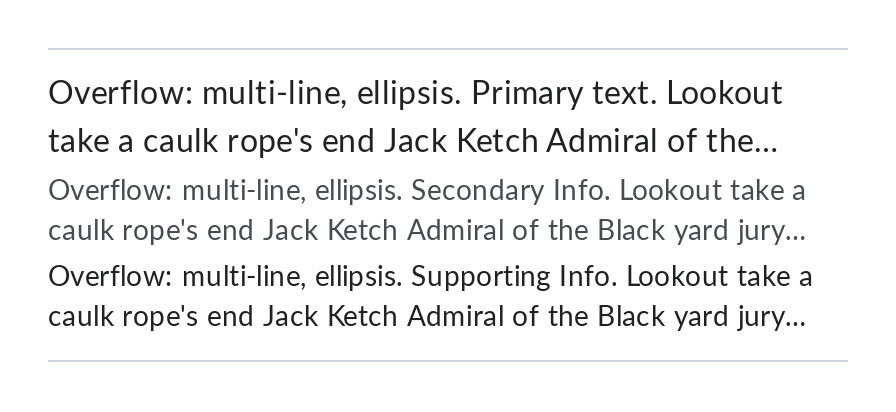 Overflow: multi-line, ellipsis. Primary text. Lookout
take a caulk rope's end Jack Ketch Admiral of the...
Overflow: multi-line, ellipsis. Secondary Info. Lookout take a
caulk rope's end Jack Ketch Admiral of the Black yard jury...
Overflow: multi-line, ellipsis. Supporting Info. Lookout take a
caulk rope's end Jack Ketch Admiral of the Black yard jury...